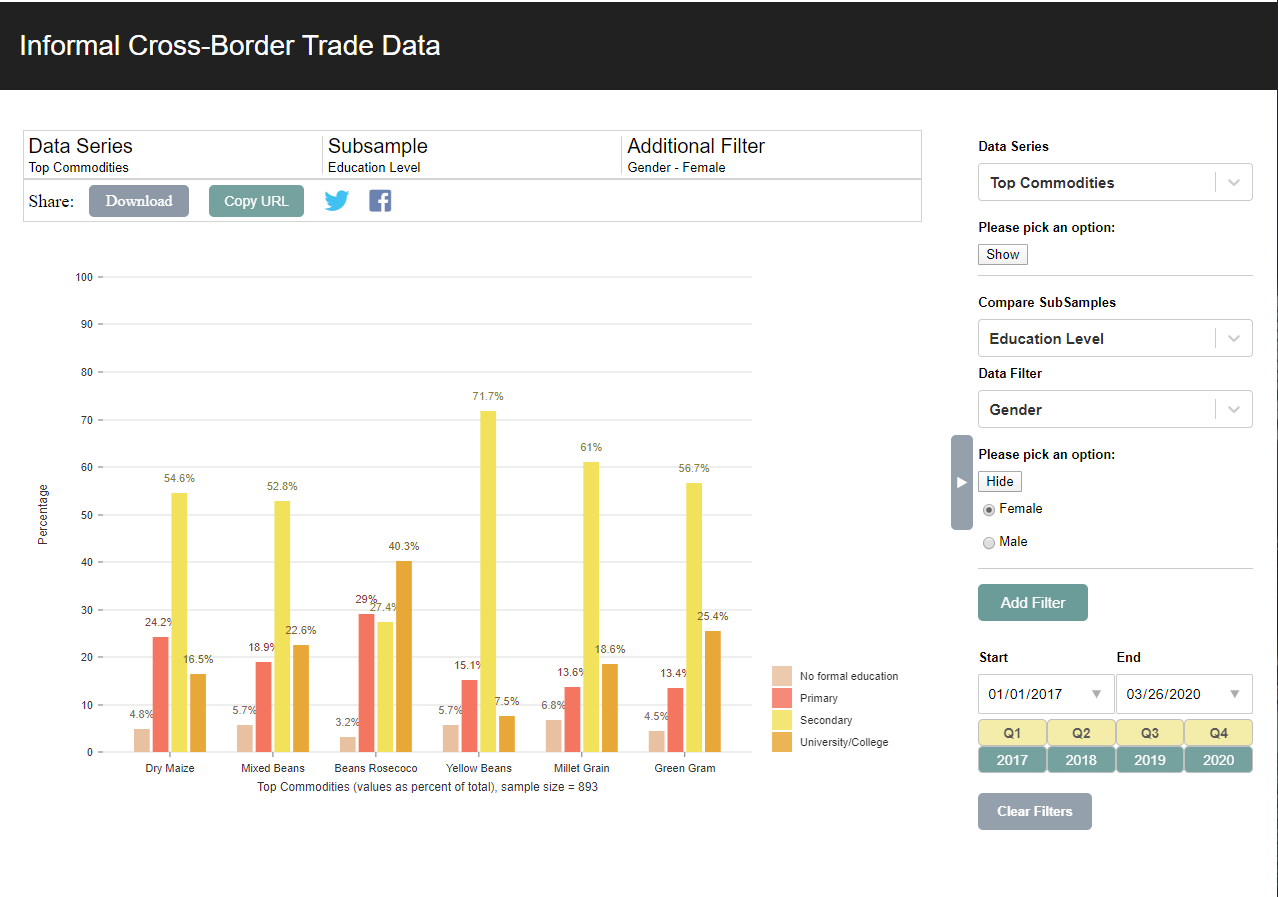 Informal Cross-Border Trade Data
Data Series
Top Commodities
Subsample
Education Level
Additional Filter
Gender - Female
Share:
Download
Copy URL
100
90
80
70
60
50
40
30
20
10
0
Percentage
4.8%
24.2%
54.6%
16.5%
5.7%
18.9%
52.8%
22.6%
3.2%
29%
27.4%
40.3%
5.7%
15.1%
71.7%
7.5%
6.8%
13.6%
61%
18.6%
4.5%
13.4%
56.7%
25.4%
Dry Maize
Mixed Beans
Beans Rosecoco
Yellow Beans
Millet Grain
Green Gram
Top Commodities (values as percent of total), sample size = 893
No formal education
Primary
Secondary
University/College
Data Series
Top Commodities
Please pick an option:
Show
Compare SubSamples
Education Level
Data Filter
Gender
Please pick an option:
Hide
Female
Male
Add Filter
Start End
01/01/2017 03/26/2020
Q1 Q2 Q3 Q4
2017 2018 2019 2020
Clear Filters